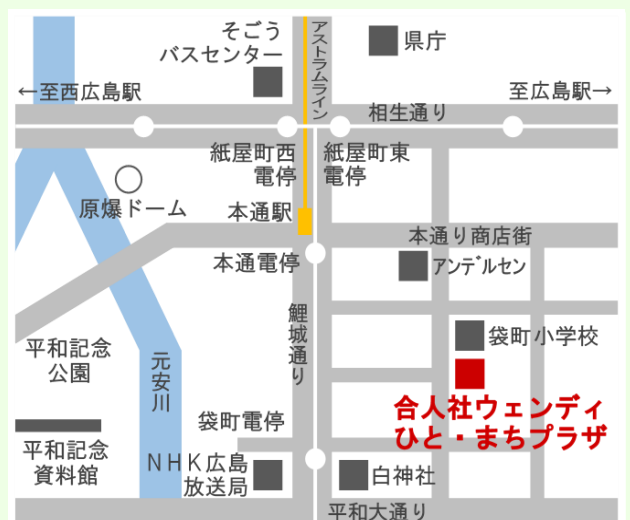 そごう
バスセンター
アストラムライン
県庁
←至西広島駅
至広島駅→
相生通り
紙屋町西
電停
紙屋町東
電停
原爆ドーム
本通駅
本通り商店街
本通電停
アンデルセン
鯉城通り
袋町小学校
平和記念
公園
元安川
合人社ウェンディ
ひと・まちプラザ
袋町電停
平和記念
資料館
NHK広島
放送局
白神社
平和大通り